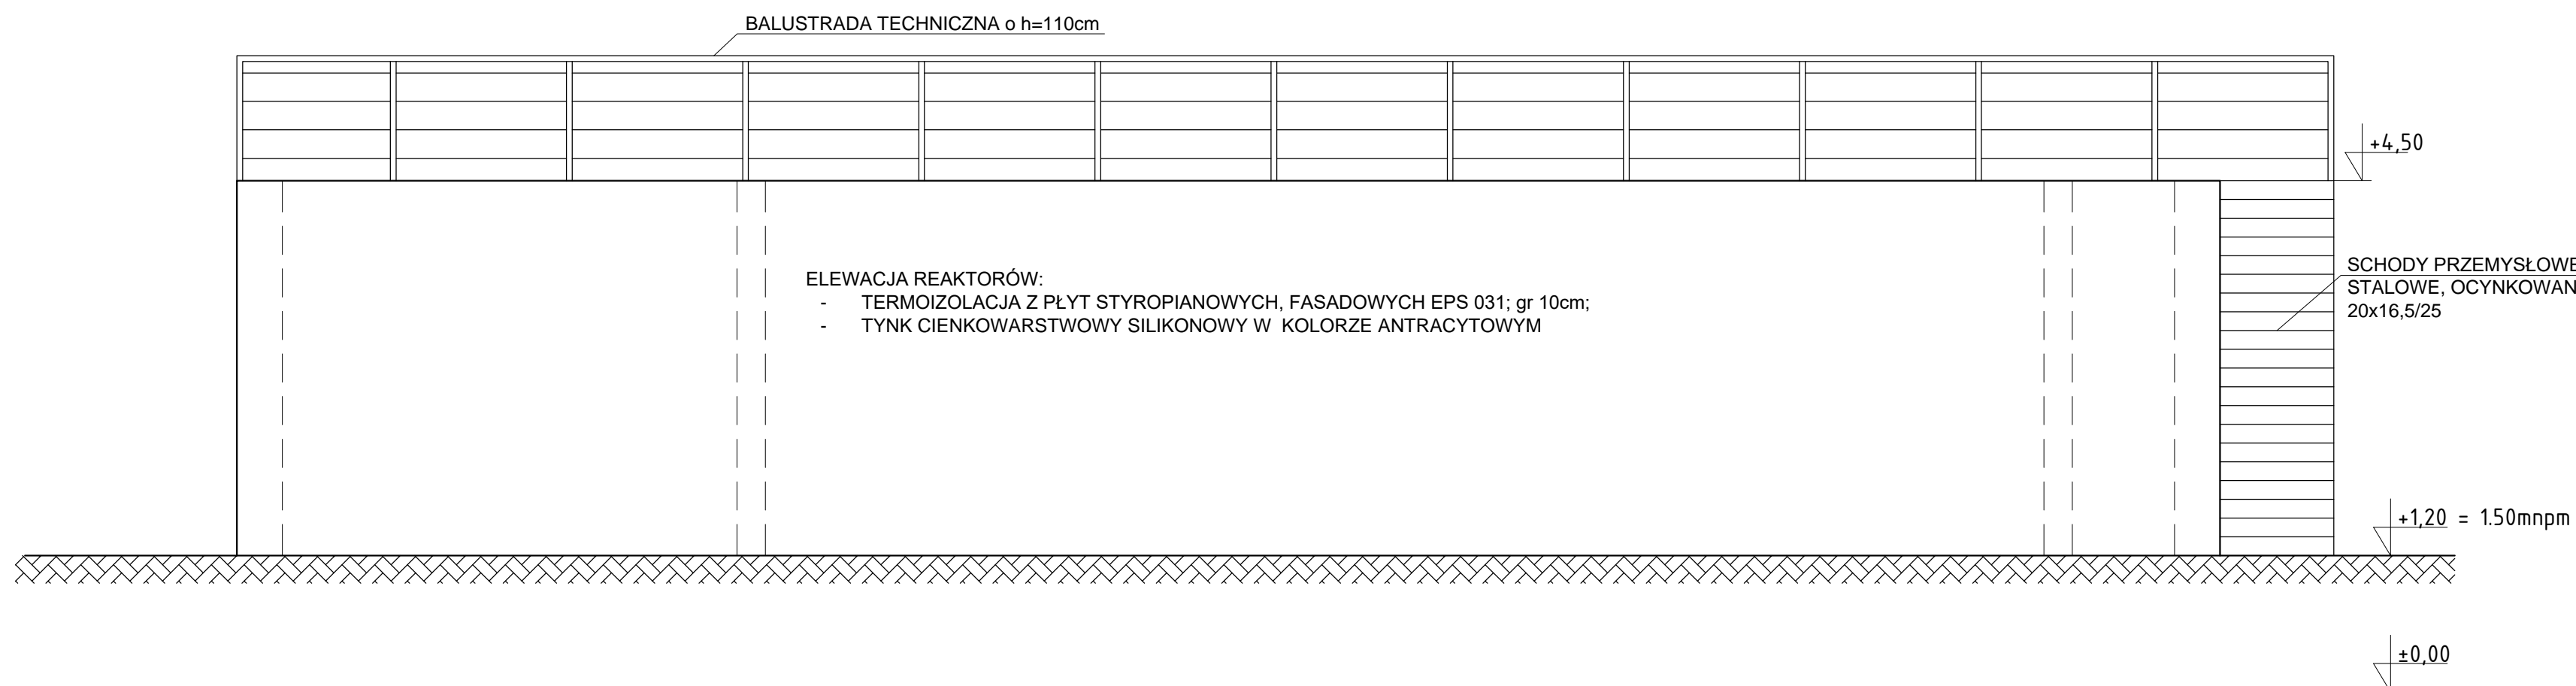 BALUSTRADA TECHNICZNA o h=110cm
+4,50
ELEWACJA REAKTORÓW:
- TERMOIZOLACJA Z PŁYT STYROPIANOWYCH, FASADOWYCH EPS 031; gr 10cm;
- TYNK CIENKOWARSTWOWY SILIKONOWY W KOLORZE ANTRACYTOWYM
SCHODY PRZEMYSŁOWE
STALOWE, OCYNKOWAN
20x16,5/25
+1,20 = 1.50mnpm
±0,00